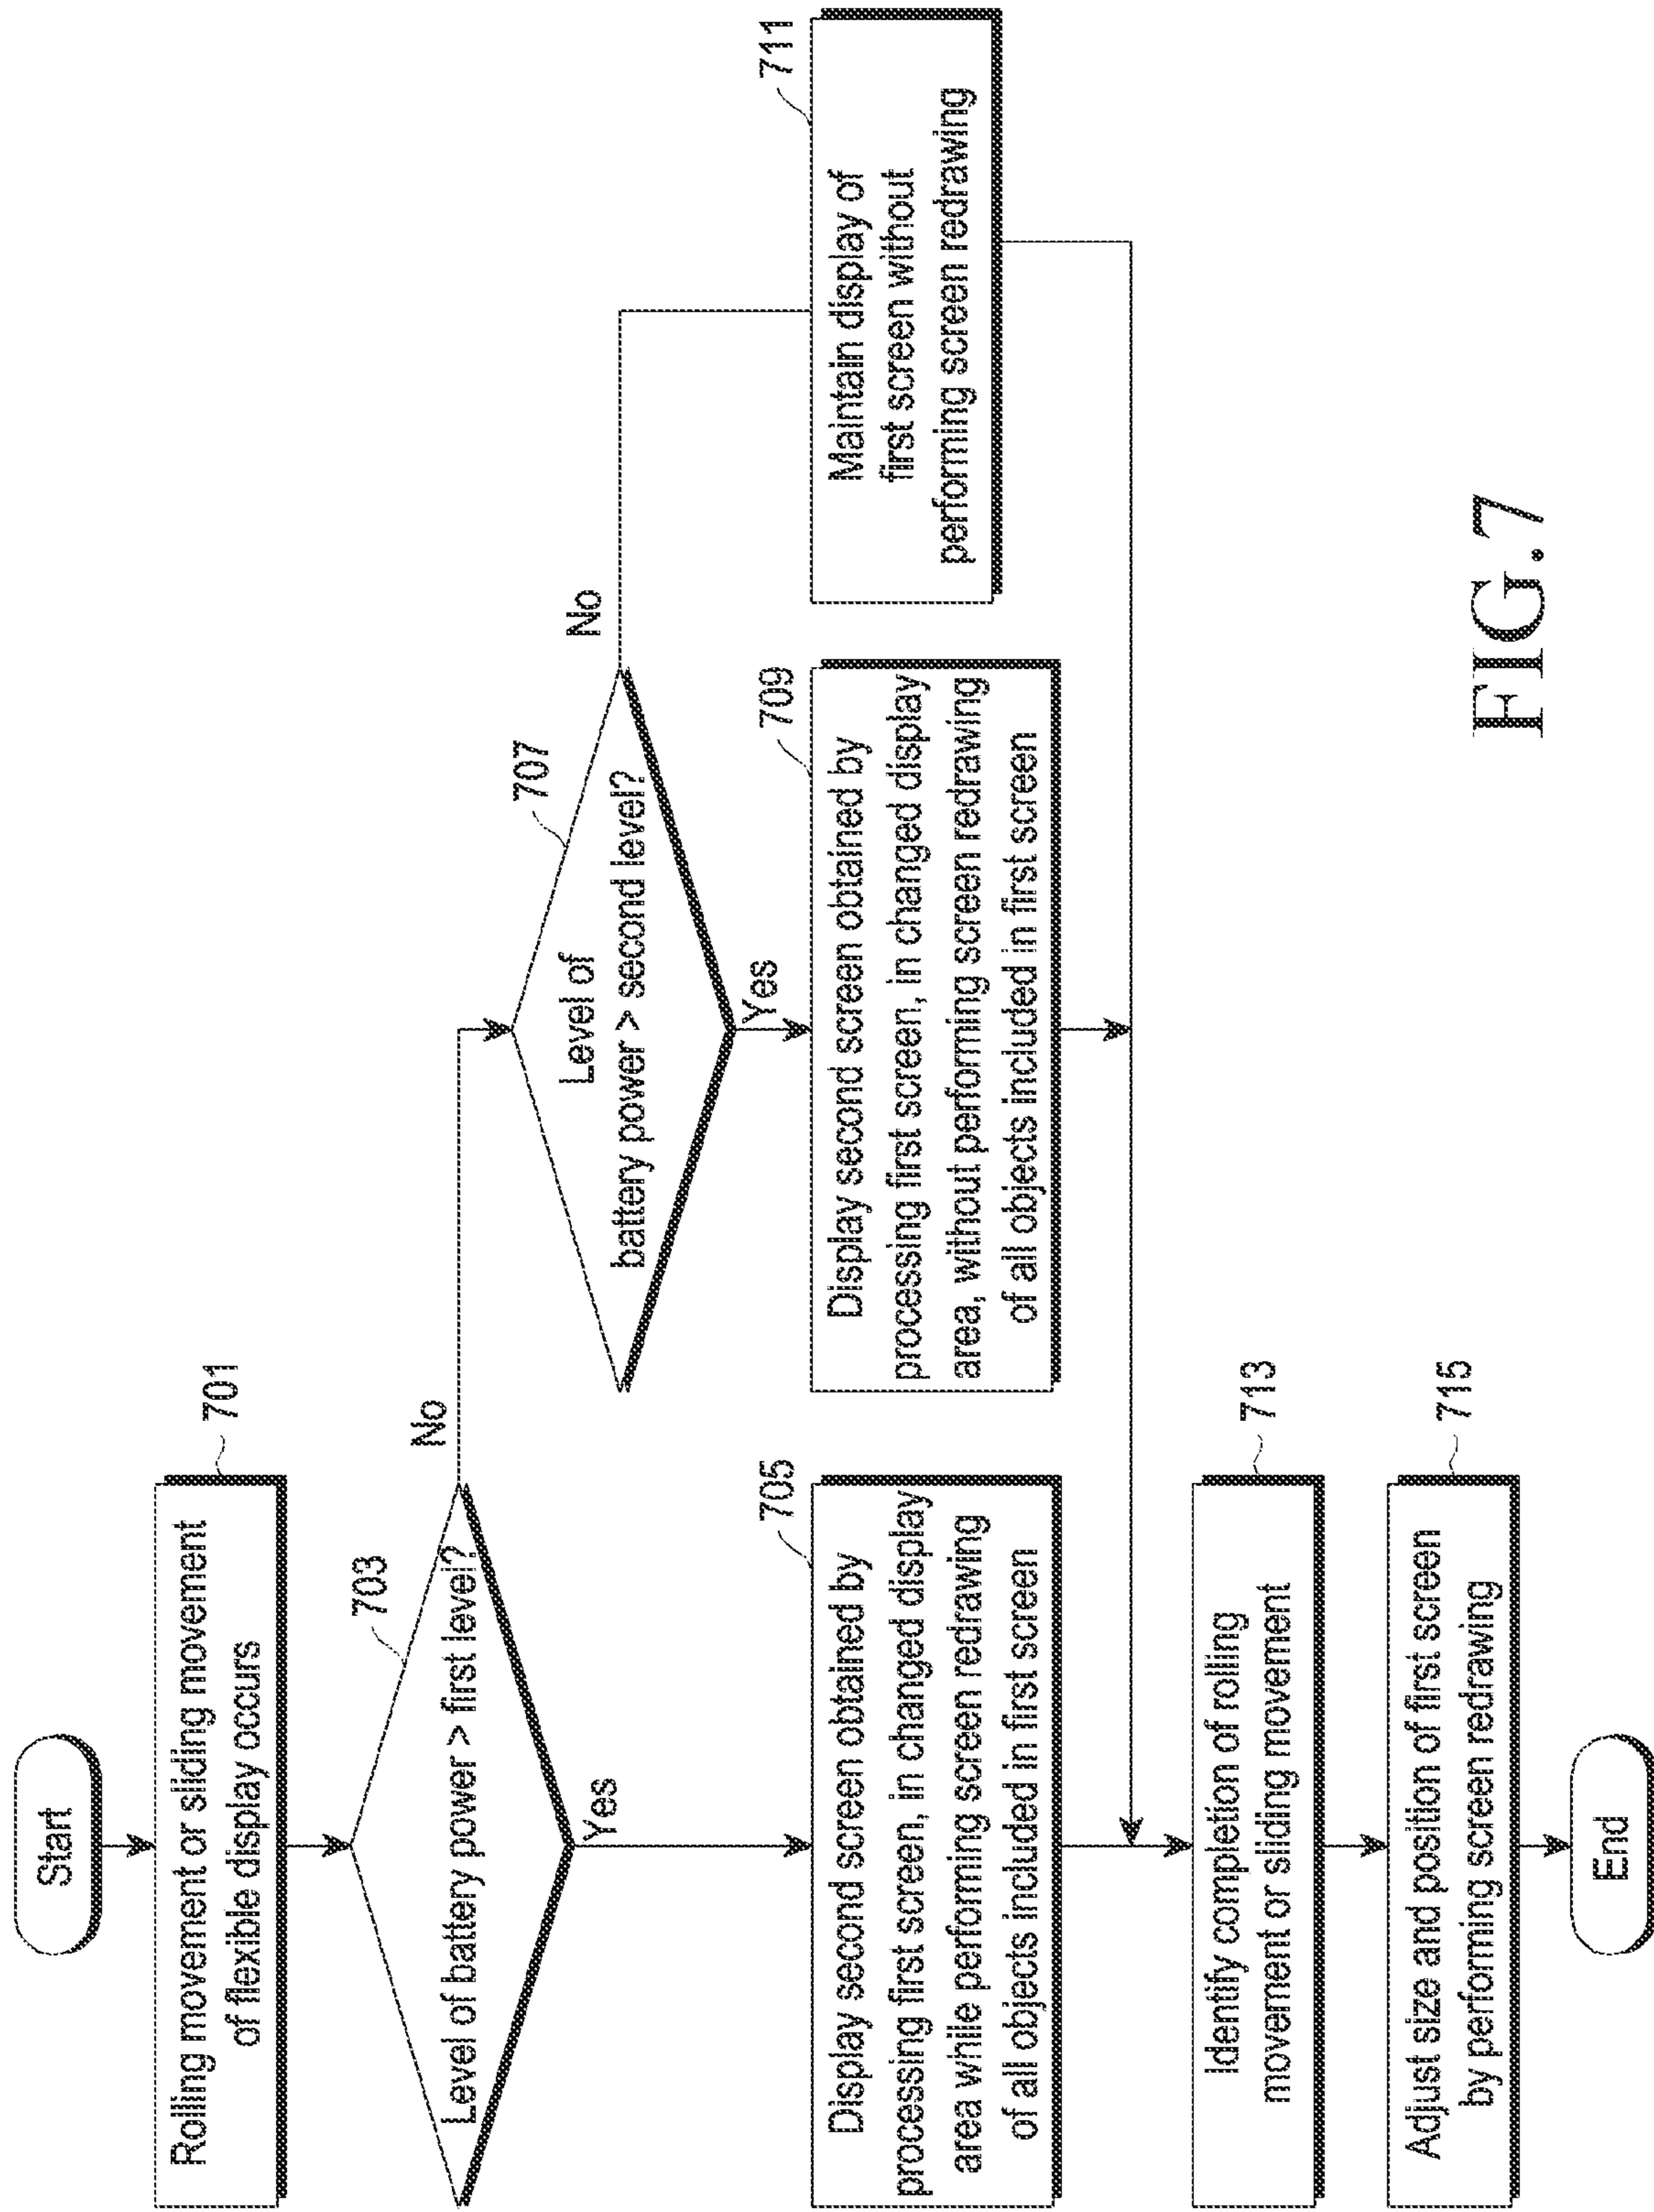 Start
701
Rolling movement or sliding movement
of flexible display occurs
703
Level of battery power > first level?
No
Yes
707
Level of
battery power > second level?
No
Yes
705
Display second screen obtained by
processing first screen, in changed display
area while performing screen redrawing
of all objects included in first screen
709
Display second screen obtained by
processing first screen, in changed display
area, without performing screen redrawing
of all objects included in first screen
711
Maintain display of
first screen without
performing screen redrawing
713
Identify completion of rolling
movement or sliding movement
715
Adjust size and position of first screen
by performing screen redrawing
End
FIG.7